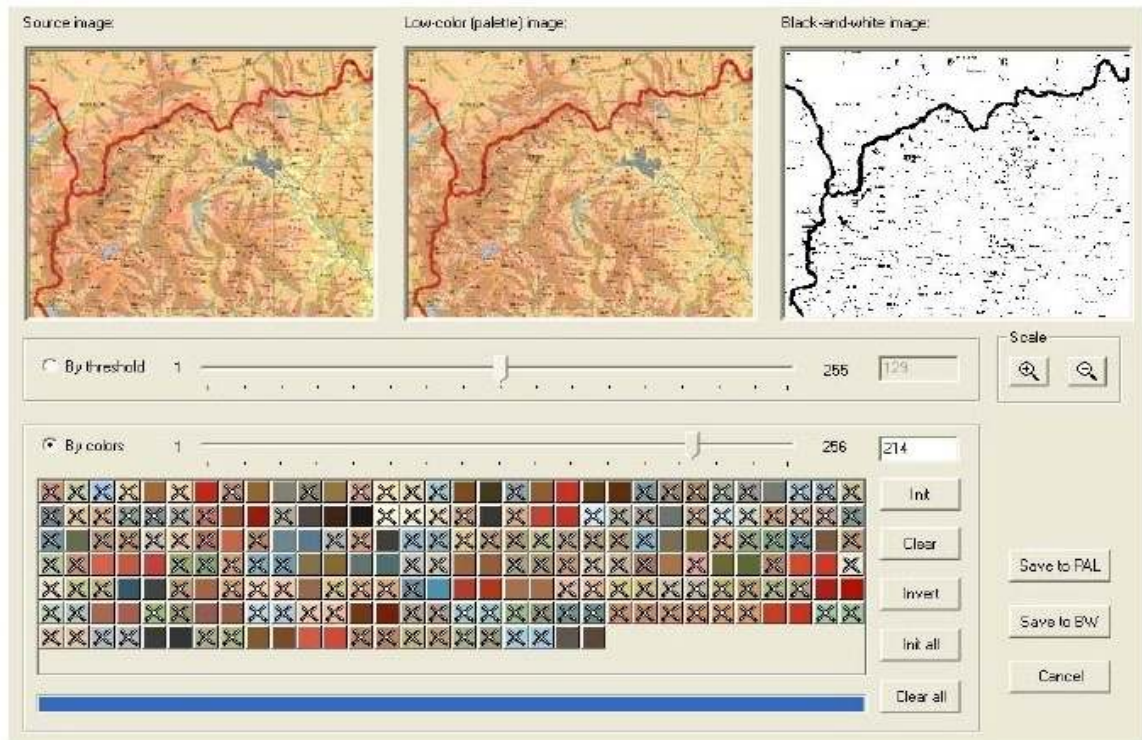 Source image:
Low-color (palette) image:
Black-and-white image:
By threshold 1 255 129
Scale
By colors 1 256 214
Init
Clear
Invert
Init all
Clear all
Save to PAL
Save to BW
Cancel